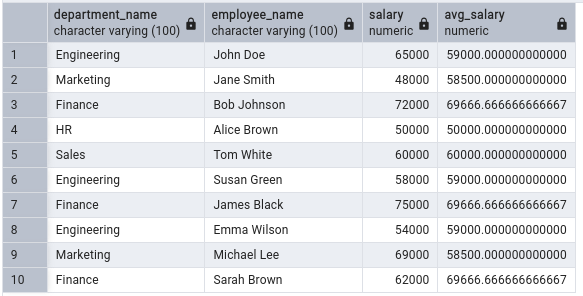 department_name employee_name salary avg_salary
character varying (100) character varying (100) numeric numeric
1 Engineering John Doe 65000 59000.000000000000
2 Marketing Jane Smith 48000 58500.000000000000
3 Finance Bob Johnson 72000 69666.666666666667
4 HR Alice Brown 50000 50000.000000000000
5 Sales Tom White 60000 60000.000000000000
6 Engineering Susan Green 58000 59000.000000000000
7 Finance James Black 75000 69666.666666666667
8 Engineering Emma Wilson 54000 59000.000000000000
9 Marketing Michael Lee 69000 58500.000000000000
10 Finance Sarah Brown 62000 69666.666666666667